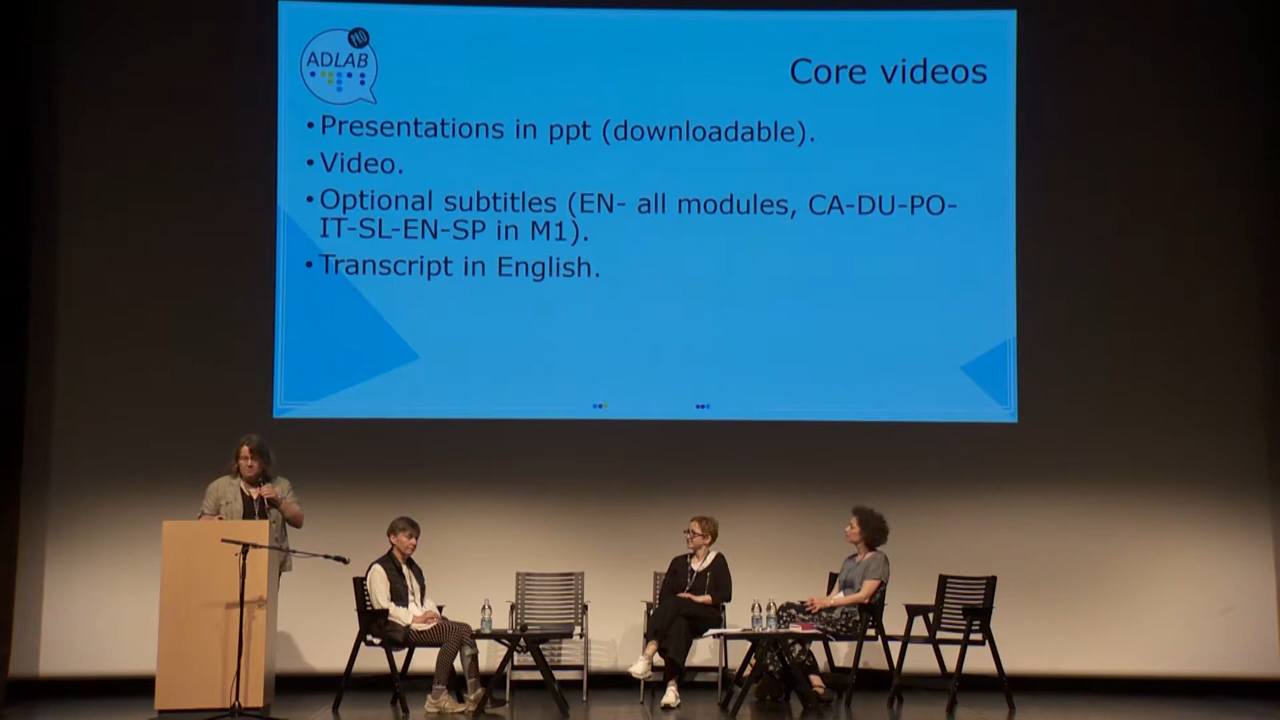 PRO
ADLAB
Core videos
•Presentations in ppt (downloadable).
•Video.
•Optional subtitles (EN- all modules, CA-DU-PO-
IT-SL-EN-SP in M1).
•Transcript in English.